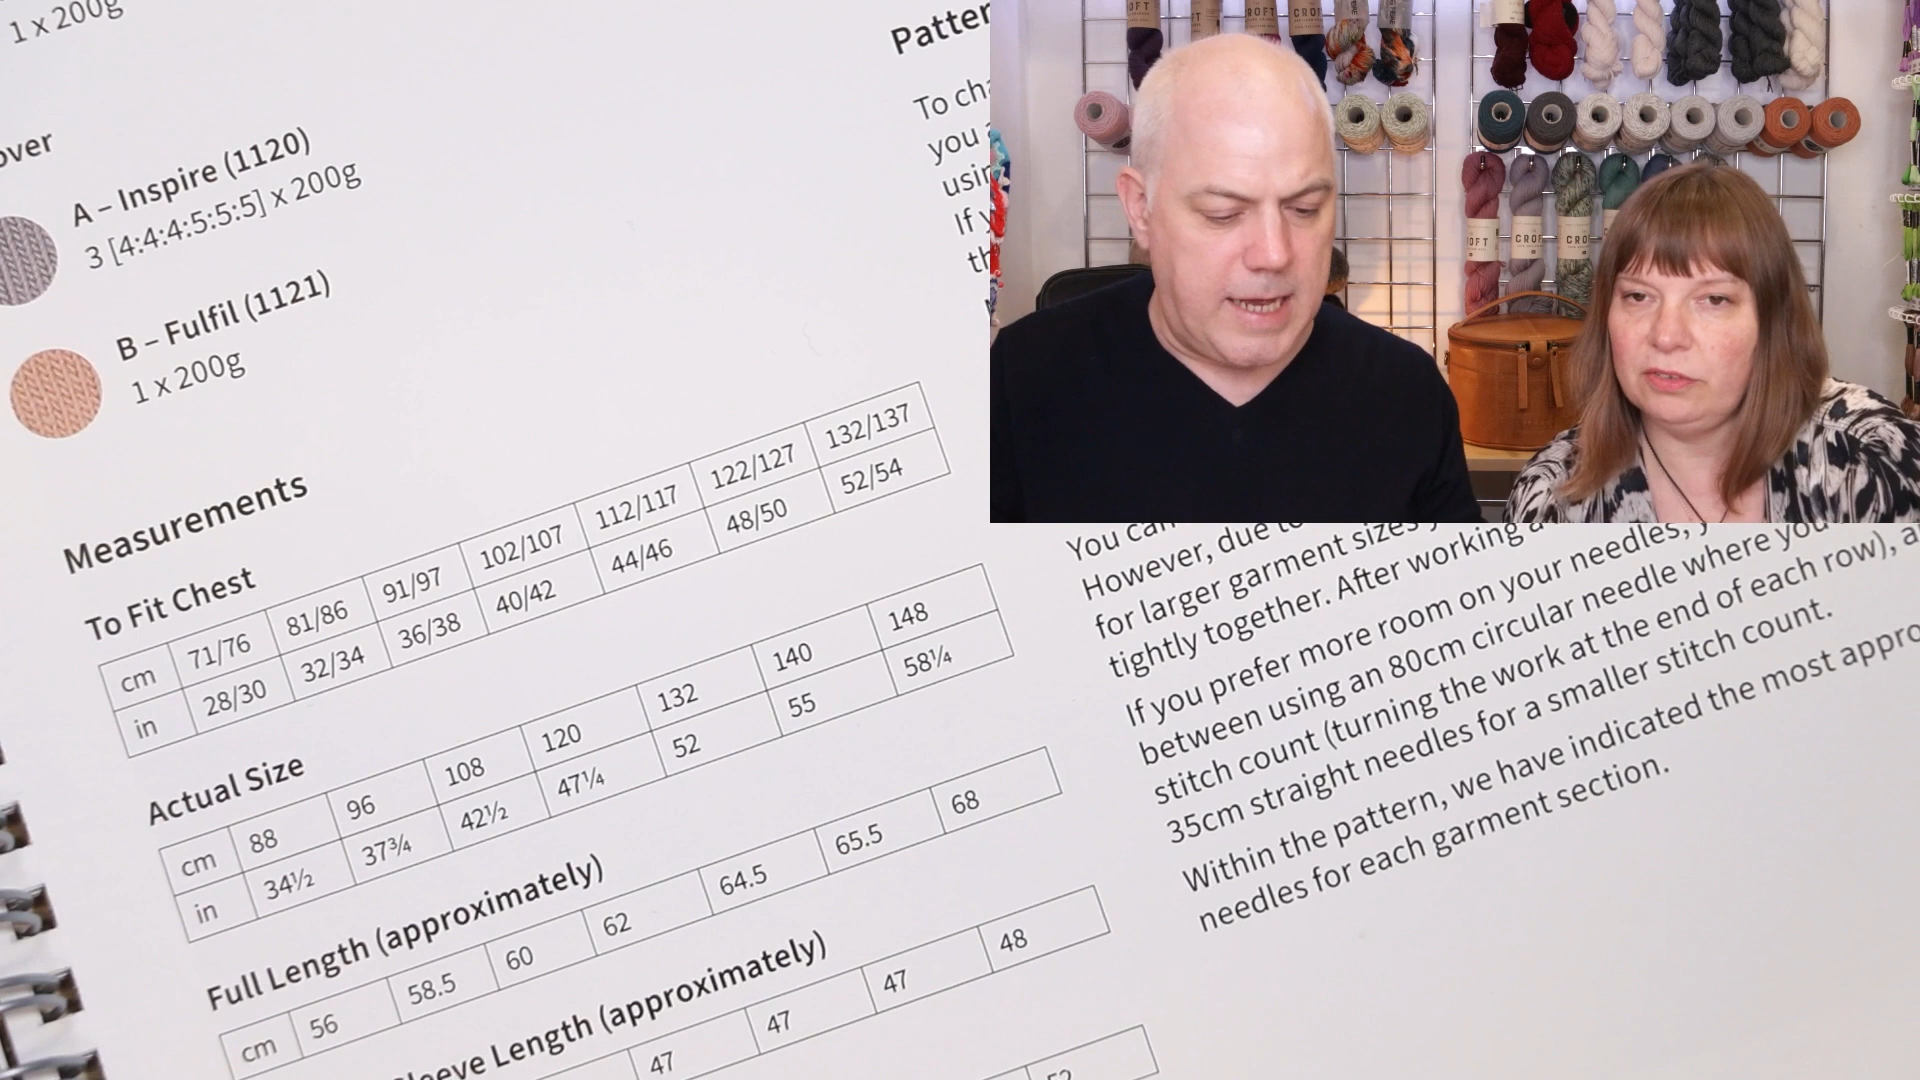 1 x 200g
A – Inspire (1120)
3 [4:4:4:5:5:5] x 200g
B – Fulfil (1121)
1 x 200g
Measurements
To Fit Chest
cm 71/76 81/86 91/97 102/107 112/117 122/127 132/137
in 28/30 32/34 36/38 40/42 44/46 48/50 52/54
Actual Size
cm 88 96 108 120 132 140 148
in 34½ 37¾ 42½ 47¼ 52 55 58¼
Full Length (approximately)
cm 56 58.5 60 62 64.5 65.5 68
Length (approximately)
47 47 47 48
To
you
If
You can
However, due to
for larger garment sizes
tightly together. After working a
If you prefer more room on your needles,
between using an 80cm circular needle where you
stitch count (turning the work at the end of each row),
35cm straight needles for a smaller stitch count.
Within the pattern, we have indicated the most
needles for each garment section.
CROFT
CROFT
CROFT